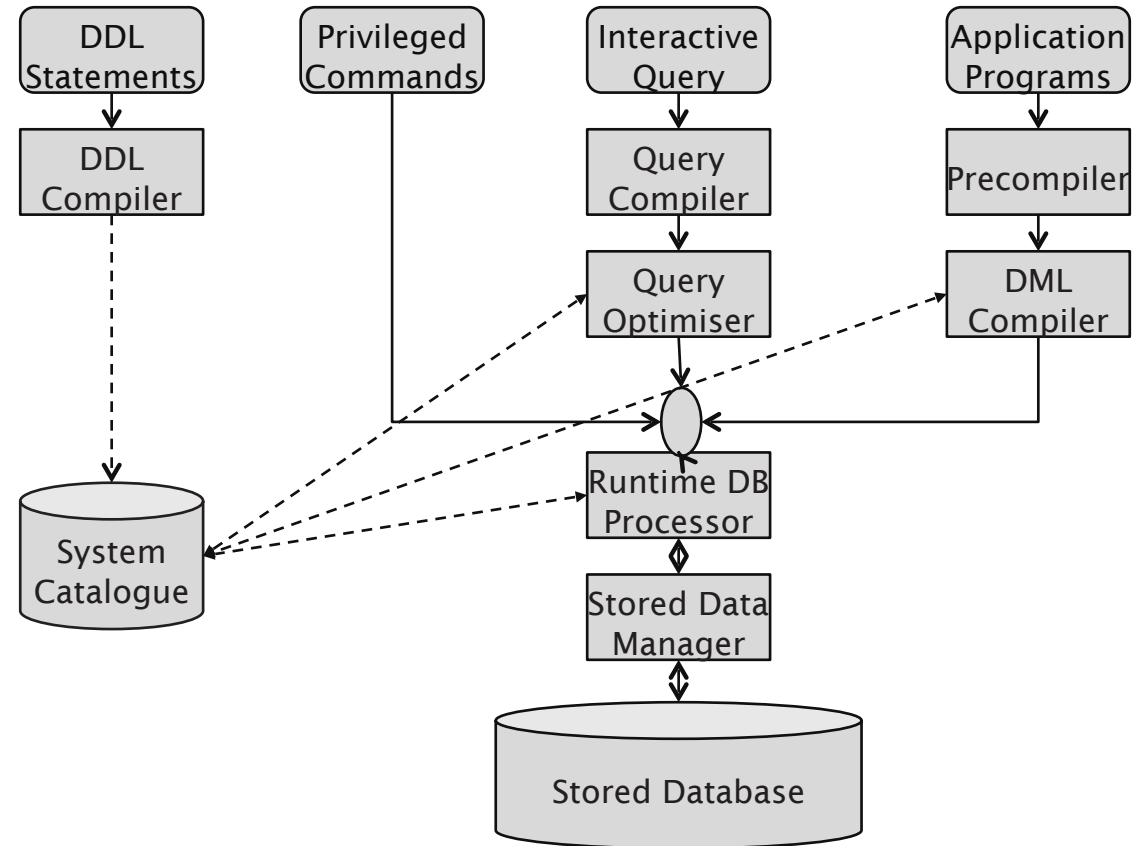 DDL
Statements
Privileged
Commands
Interactive
Query
Application
Programs
DDL
Compiler
Query
Compiler
Precompiler
Query
Optimiser
DML
Compiler
Runtime DB
Processor
System
Catalogue
Stored Data
Manager
Stored Database